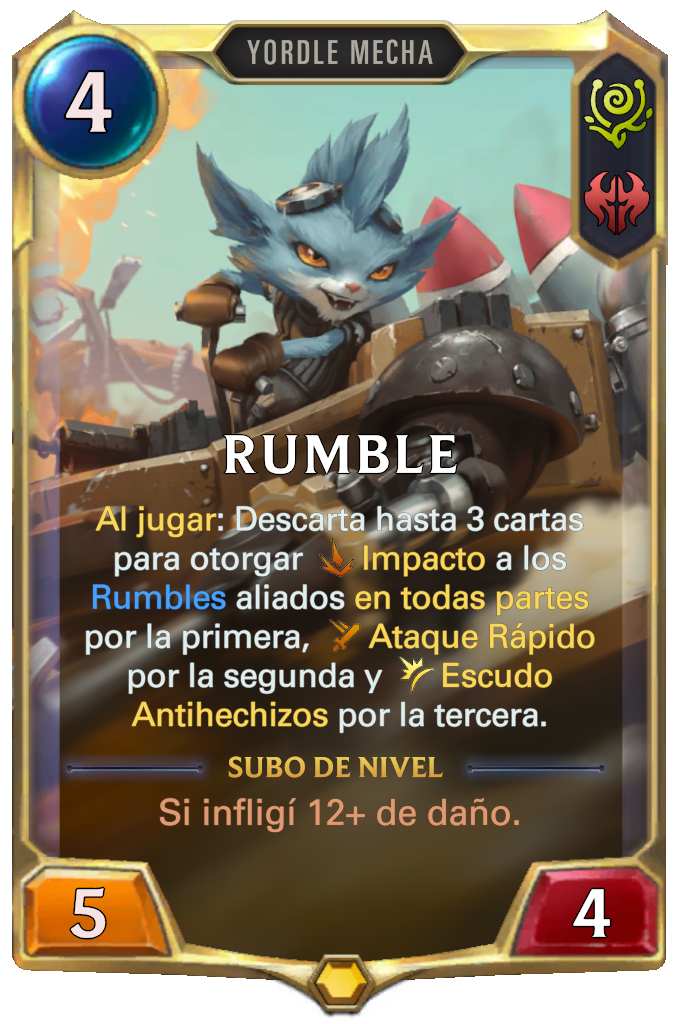 YORDLE MECHA
4
RUMBLE
Al jugar: Descarta hasta 3 cartas
para otorgar Impacto a los
Rumbles aliados en todas partes
por la primera, Ataque Rápido
por la segunda y Escudo
Antihechizos por la tercera.
SUBO DE NIVEL
Si infligí 12+ de daño.
5
4